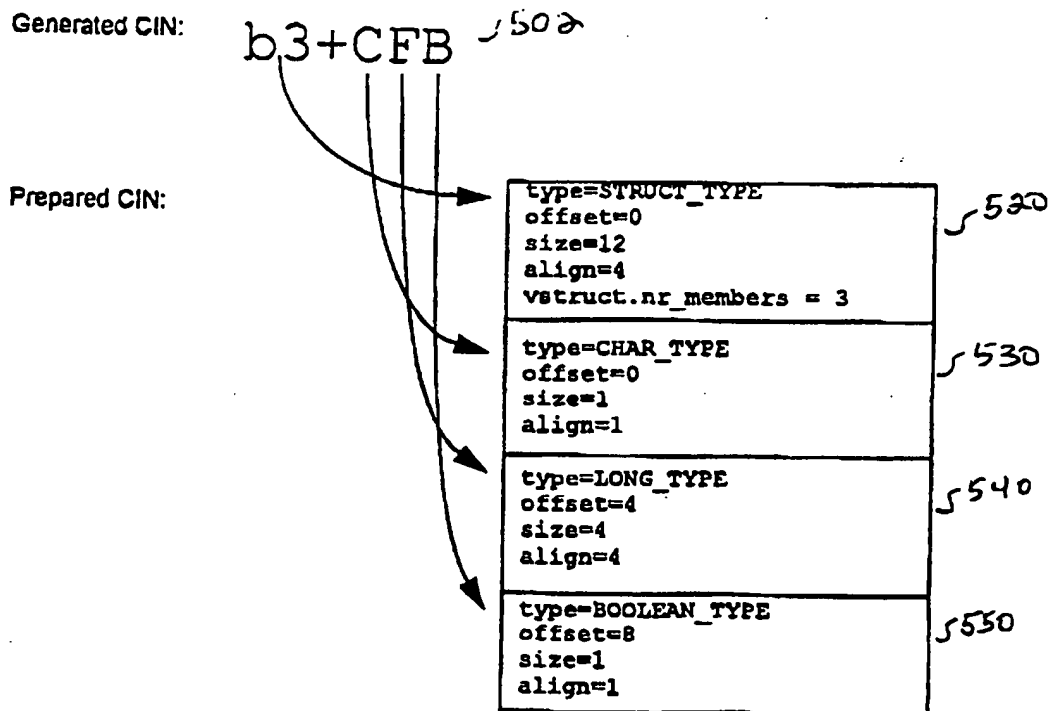 Generated CIN:
b3+CFB
502
Prepared CIN:
type=STRUCT_TYPE
offset=0
size=12
align=4
vstruct.nr_members = 3
520
type=CHAR_TYPE
offset=0
size=1
align=1
530
type=LONG_TYPE
offset=4
size=4
align=4
540
type=BOOLEAN_TYPE
offset=8
size=1
align=1
550